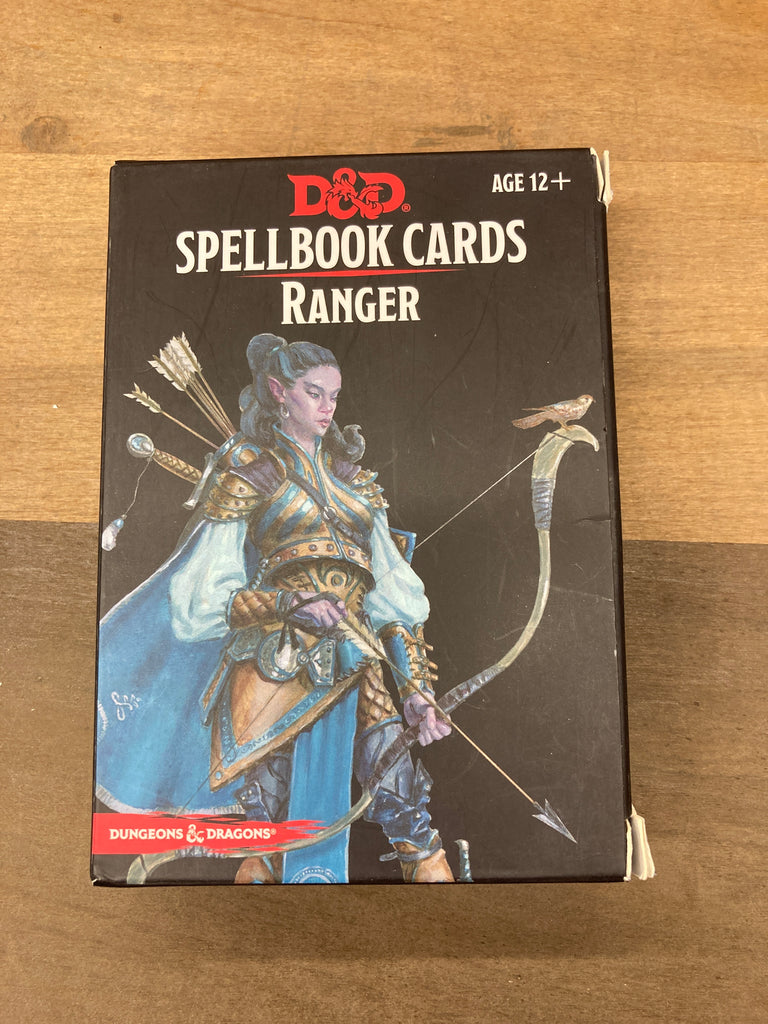 D&D®
AGE 12+
SPELLBOOK CARDS
RANGER
DUNGEONS & DRAGONS®